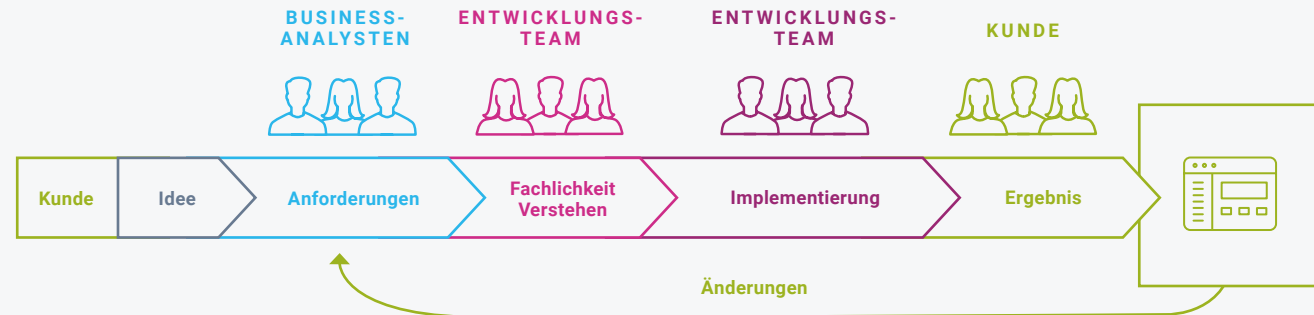 BUSINESS-
ANALYSTEN
ENTWICKLUNGS-
TEAM
ENTWICKLUNGS-
TEAM
KUNDE
Kunde
Idee
Anforderungen
Fachlichkeit
Verstehen
Implementierung
Ergebnis
Änderungen